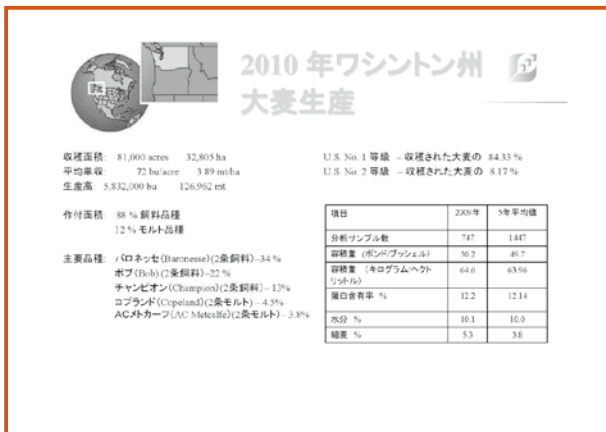 2010 年ワシントン州
大麦生産
収穫面積: 81,000 acres 32,805 ha
平均単収: 72 bu/acre 3.89 mt/ha
生産高: 5,832,000 bu 126,962 mt
作付面積: 88 % 飼料品種
12 % モルト品種
主要品種: バロネッセ(Baronesse)(2条飼料)–34 %
ボブ(Bob)(2条飼料)–22 %
チャンピオン(Champion)(2条飼料)– 13%
コプランド(Copeland)(2条モルト) – 4.5%
ACメトカーフ(AC Metcalfe)(2条モルト) – 3.8%
U.S. No. 1 等級 – 収穫された大麦の 84.33 %
U.S. No. 2 等級 – 収穫された大麦の 8.17 %
項目 2009年 5年平均値
分析サンプル数 747 1447
容積重 (ポンド/ブッシェル) 50.2 49.7
容積重 (キログラム/ヘクト
リットル) 64.6 63.96
蛋白含有率 % 12.2 12.14
水分 % 10.1 10.0
細麦 % 5.3 3.8